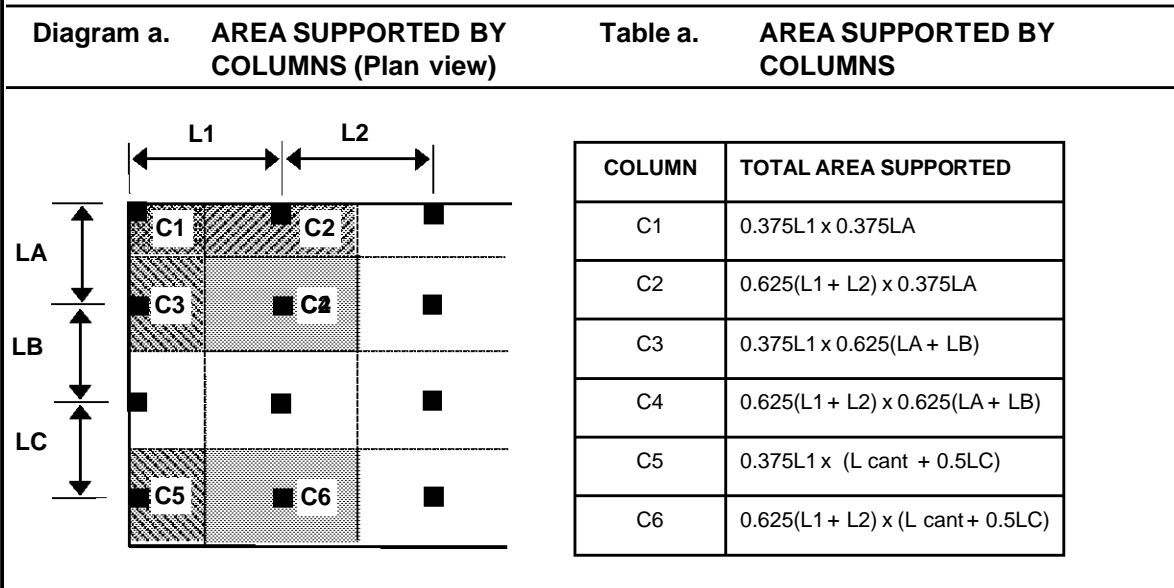 Diagram a. AREA SUPPORTED BY
COLUMNS (Plan view)
Table a. AREA SUPPORTED BY
COLUMNS
L1 L2
LA
LB
LC
C1 C2
C3
C5 C6
COLUMN TOTAL AREA SUPPORTED
C1 0.375L1 x 0.375LA
C2 0.625(L1 + L2) x 0.375LA
C3 0.375L1 x 0.625(LA + LB)
C4 0.625(L1 + L2) x 0.625(LA + LB)
C5 0.375L1 x (L cant + 0.5LC)
C6 0.625(L1 + L2) x (L cant + 0.5LC)